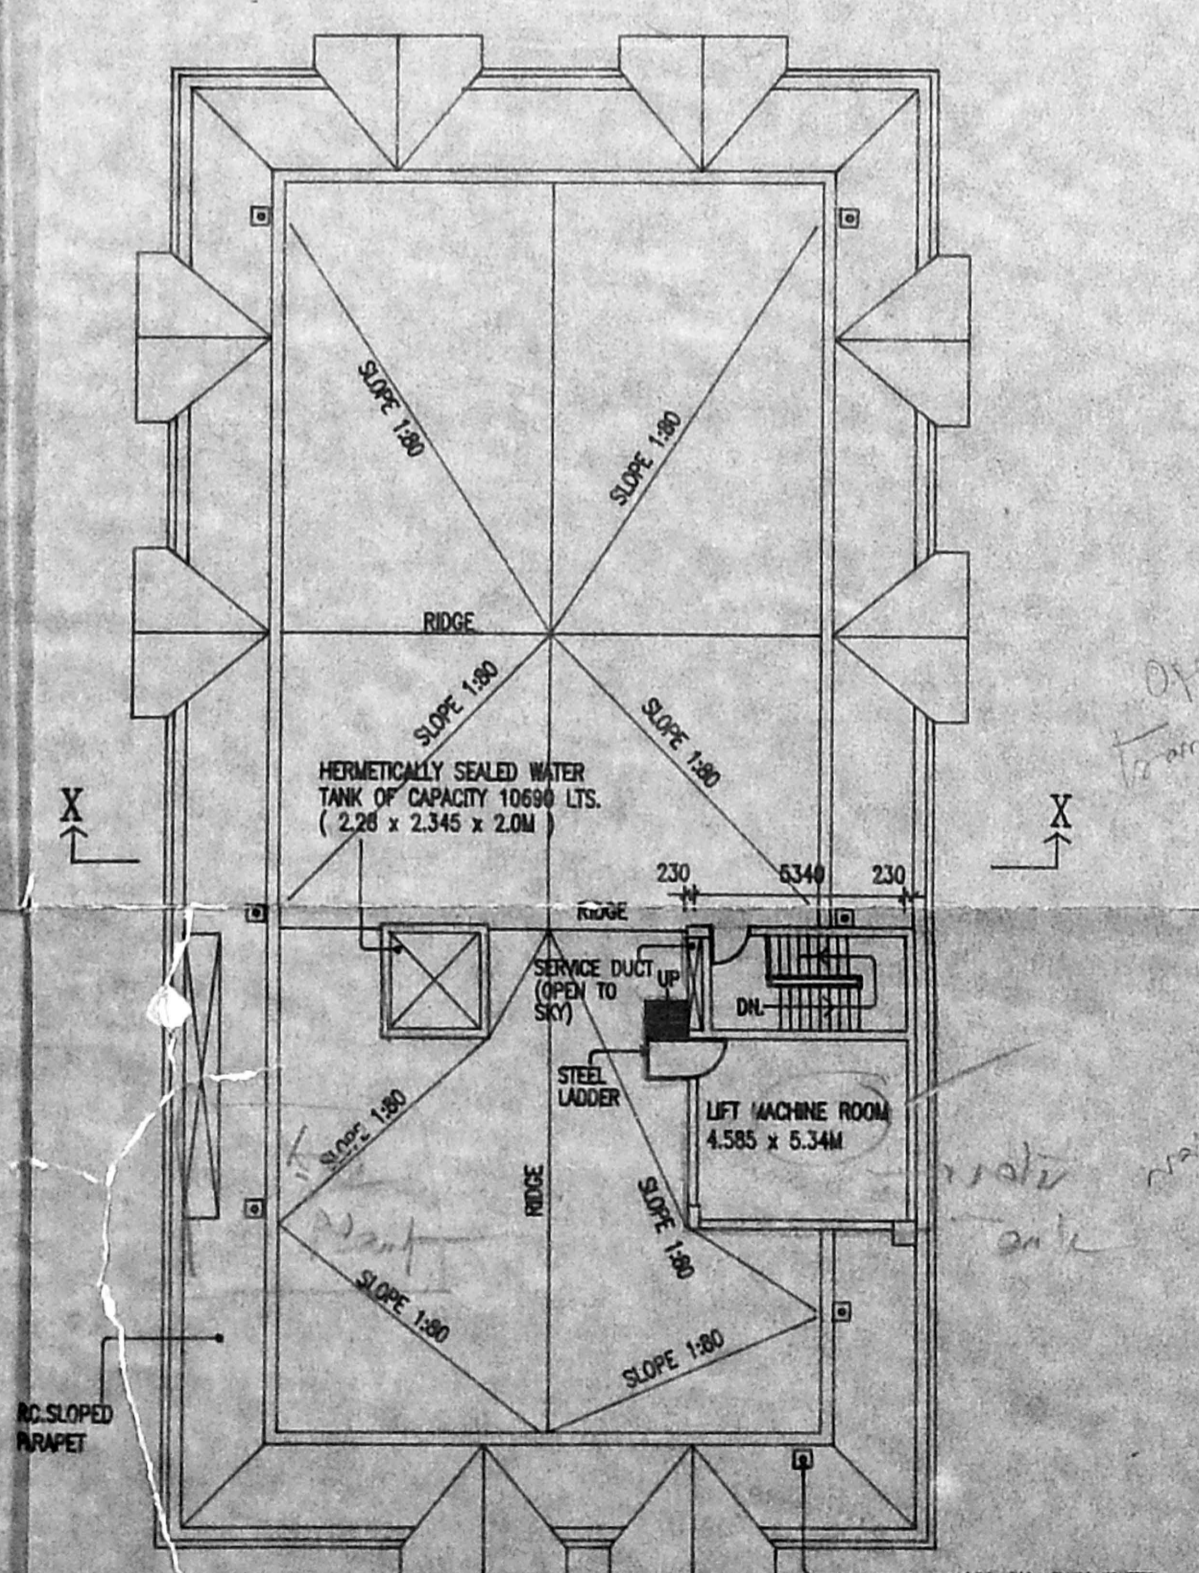 SLOPE 1:80
SLOPE 1:80
RIDGE
SLOPE 1:80
SLOPE 1:80
HERMETICALLY SEALED WATER
TANK OF CAPACITY 10690 LTS.
( 2.28 x 2.345 x 2.0M )
X
X
230
5340
230
RIDGE
SERVICE DUCT
(OPEN TO
SKY)
UP
DN.
STEEL
LADDER
LIFT MACHINE ROOM
4.585 x 5.34M
SLOPE 1:80
RIDGE
SLOPE 1:80
SLOPE 1:80
SLOPE 1:80
R.C.SLOPED
PARAPET